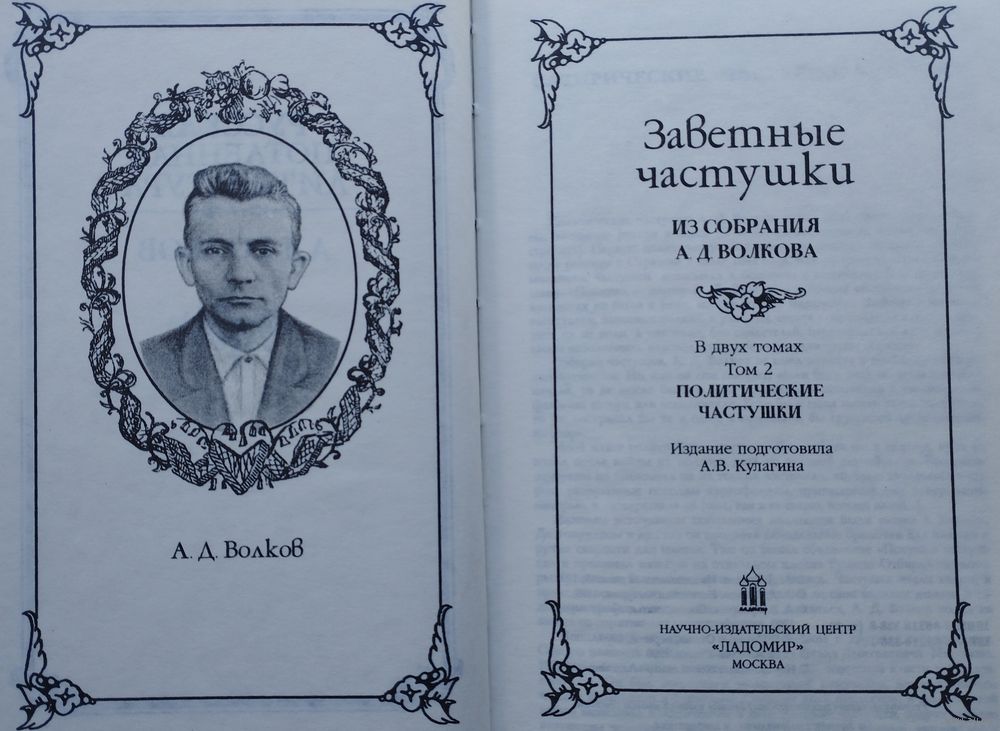 А. Д. Волков
Заветные
частушки
ИЗ СОБРАНИЯ
А Д ВОЛКОВА
В двух томах
Том 2
ПОЛИТИЧЕСКИЕ
ЧАСТУШКИ
Издание подготовила
А.В. Кулагина
ЛАДОМИР
НАУЧНО-ИЗДАТЕЛЬСКИЙ ЦЕНТР
«ЛАДОМИР»
МОСКВА